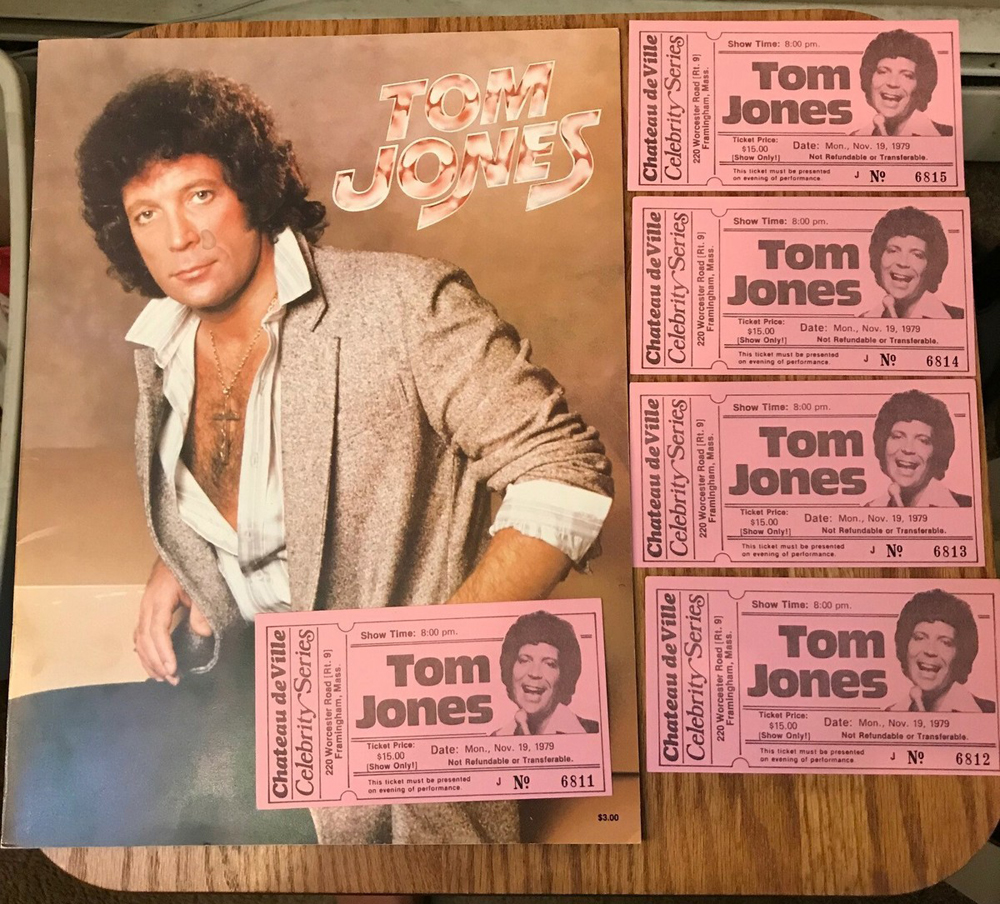 TOM
JONES
$3.00
Chateau de Ville
Celebrity Series
220 Worcester Road [Rt. 9]
Framingham, Mass.
Show Time: 8:00 pm.
Tom
Jones
Ticket Price:
$15.00
[Show Only!]
Date: Mon., Nov. 19, 1979
Not Refundable or Transferable.
This ticket must be presented
on evening of performance.
J No 6815
Chateau de Ville
Celebrity Series
220 Worcester Road [Rt. 9]
Framingham, Mass.
Show Time: 8:00 pm.
Tom
Jones
Ticket Price:
$15.00
[Show Only!]
Date: Mon., Nov. 19, 1979
Not Refundable or Transferable.
This ticket must be presented
on evening of performance.
J No 6814
Chateau de Ville
Celebrity Series
220 Worcester Road [Rt. 9]
Framingham, Mass.
Show Time: 8:00 pm.
Tom
Jones
Ticket Price:
$15.00
[Show Only!]
Date: Mon., Nov. 19, 1979
Not Refundable or Transferable.
This ticket must be presented
on evening of performance.
J No 6813
Chateau de Ville
Celebrity Series
220 Worcester Road [Rt. 9]
Framingham, Mass.
Show Time: 8:00 pm.
Tom
Jones
Ticket Price:
$15.00
[Show Only!]
Date: Mon., Nov. 19, 1979
Not Refundable or Transferable.
This ticket must be presented
on evening of performance.
J No 6812
Chateau de Ville
Celebrity Series
220 Worcester Road [Rt. 9]
Framingham, Mass.
Show Time: 8:00 pm.
Tom
Jones
Ticket Price:
$15.00
[Show Only!]
Date: Mon., Nov. 19, 1979
Not Refundable or Transferable.
This ticket must be presented
on evening of performance.
J No 6811